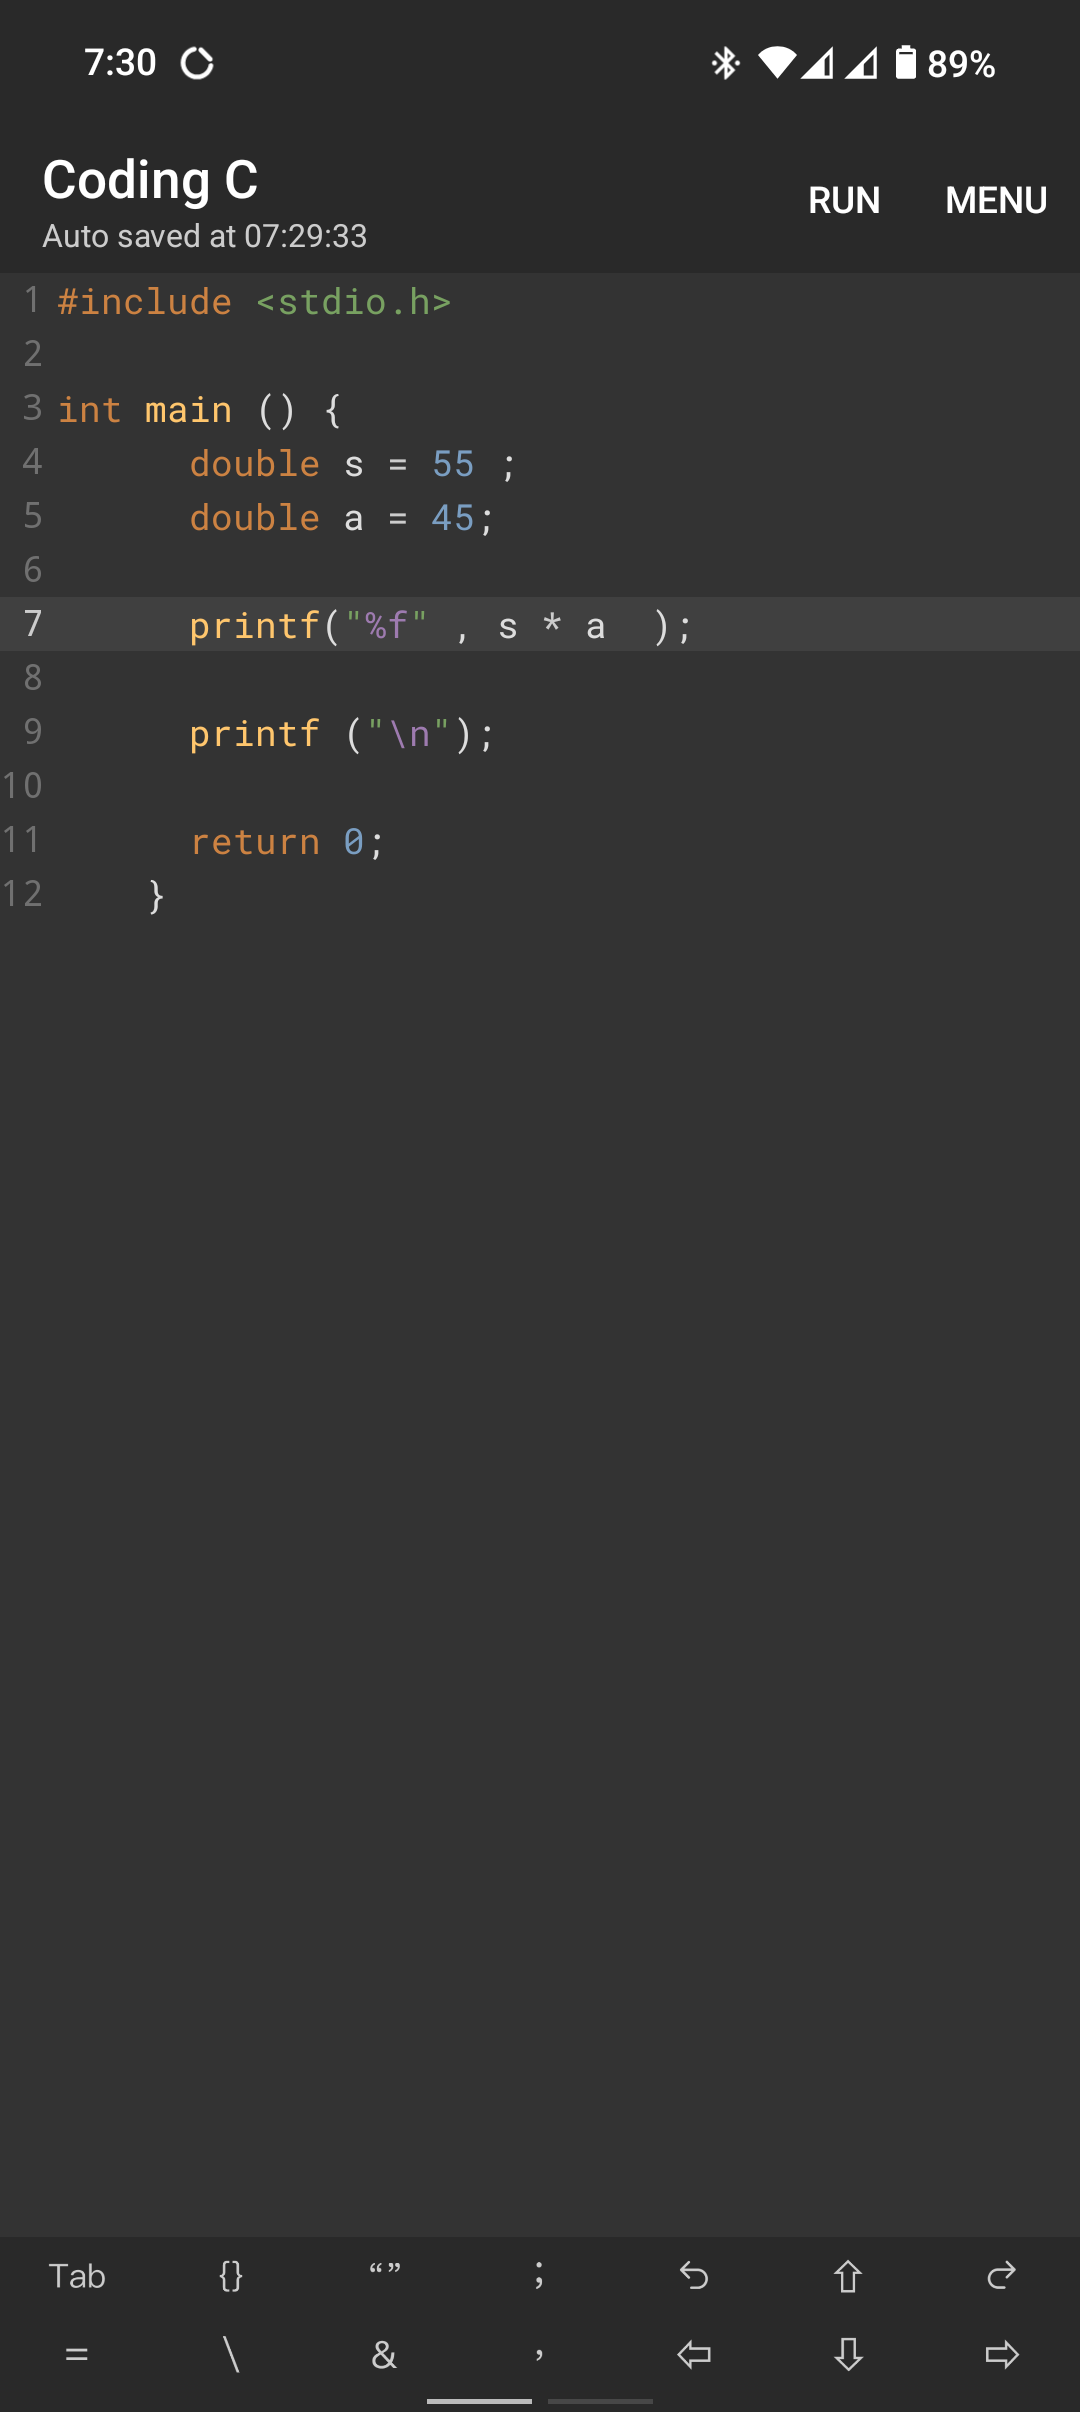 7:30 89%
Coding C
RUN MENU
Auto saved at 07:29:33
1 #include <stdio.h>
2
3 int main () {
4 double s = 55 ;
5 double a = 45;
6
7 printf("%f" , s * a  );
8
9 printf ("\n");
10
11 return 0;
12 }
Tab {} “” ;
= \ & ,